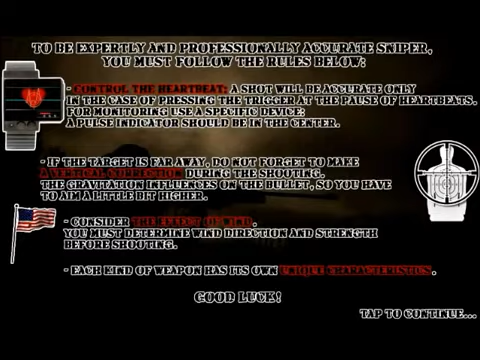 TO BE EXPERTLY AND PROFESSIONALLY ACCURATE SNIPER,
YOU MUST FOLLOW THE RULES BELOW:
- CONTROL THE HEARTBEAT: A SHOT WILL BE ACCURATE ONLY
IN THE CASE OF PRESSING THE TRIGGER AT THE PAUSE OF HEARTBEATS.
FOR MONITORING USE A SPECIFIC DEVICE:
A PULSE INDICATOR SHOULD BE IN THE CENTER.
- IF THE TARGET IS FAR AWAY, DO NOT FORGET TO MAKE
A VERTICAL CORRECTION DURING THE SHOOTING.
THE GRAVITATION INFLUENCES ON THE BULLET, SO YOU HAVE
TO AIM A LITTLE BIT HIGHER.
- CONSIDER THE EFFECT OF WIND.
YOU MUST DETERMINE WIND DIRECTION AND STRENGTH
BEFORE SHOOTING.
- EACH KIND OF WEAPON HAS ITS OWN UNIQUE CHARACTERISTICS.
GOOD LUCK!
TAP TO CONTINUE...